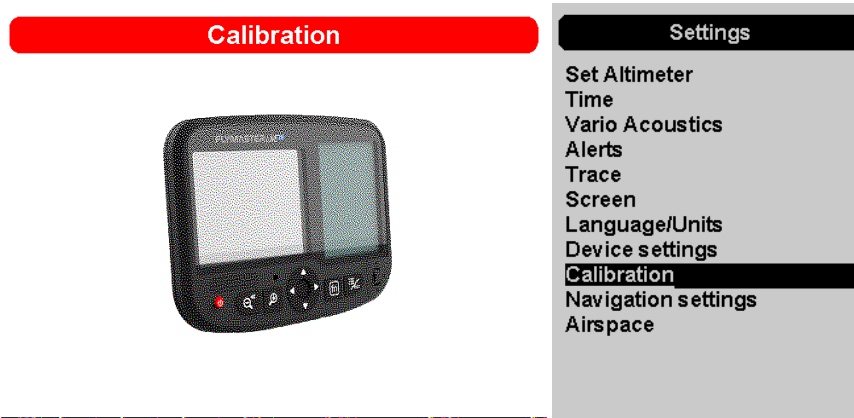 Calibration
Settings
Set Altimeter
Time
Vario Acoustics
Alerts
Trace
Screen
Language/Units
Device settings
Calibration
Navigation settings
Airspace